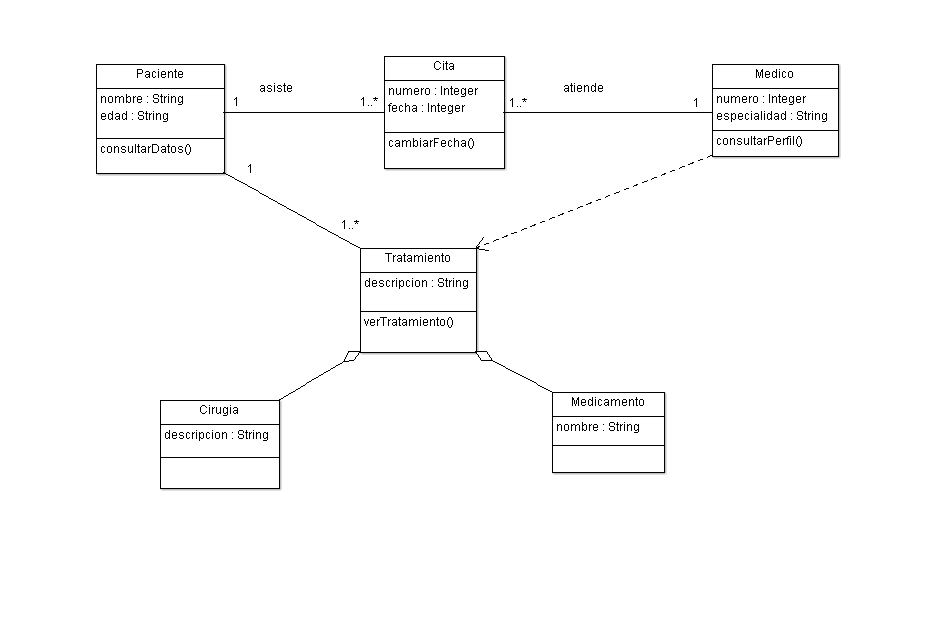 Paciente
nombre : String
edad : String
consultarDatos()
asiste
1
1..*
Cita
numero : Integer
fecha : Integer
cambiarFecha()
atiende
1..*
1
Medico
numero : Integer
especialidad : String
consultarPerfil()
1
1..*
Tratamiento
descripcion : String
verTratamiento()
Cirugia
descripcion : String
Medicamento
nombre : String